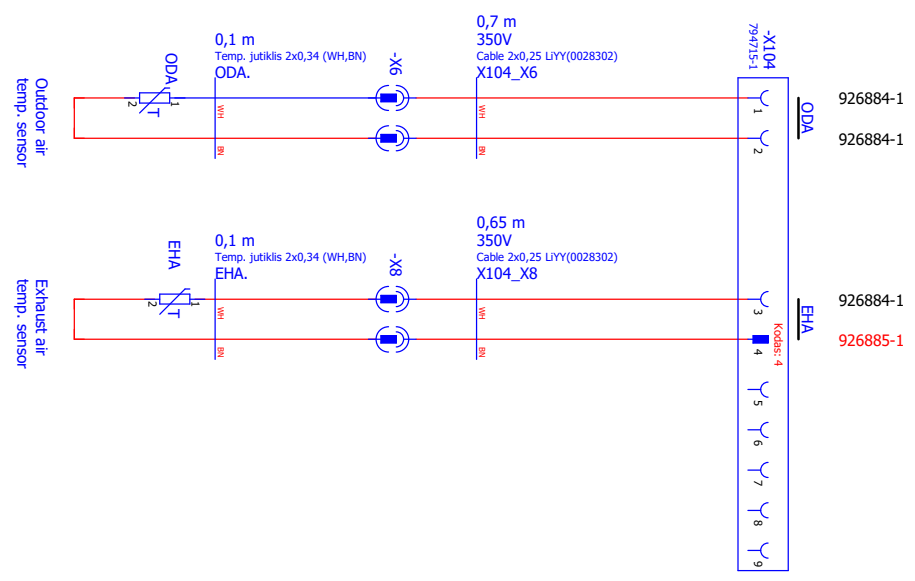 Outdoor air
temp. sensor
ODA
1
2
T
0,1 m
Temp. jutiklis 2x0,34 (WH,BN)
ODA.
WH
BN
-X6
0,7 m
350V
Cable 2x0,25 LiYY(0028302)
X104_X6
WH
BN
-X104
794715-1
1
2
ODA
926884-1
926884-1
Exhaust air
temp. sensor
EHA
1
2
T
0,1 m
Temp. jutiklis 2x0,34 (WH,BN)
EHA.
WH
BN
-X8
0,65 m
350V
Cable 2x0,25 LiYY(0028302)
X104_X8
WH
BN
3
4
Kodas: 4
EHA
926884-1
926885-1
5
6
7
8
9